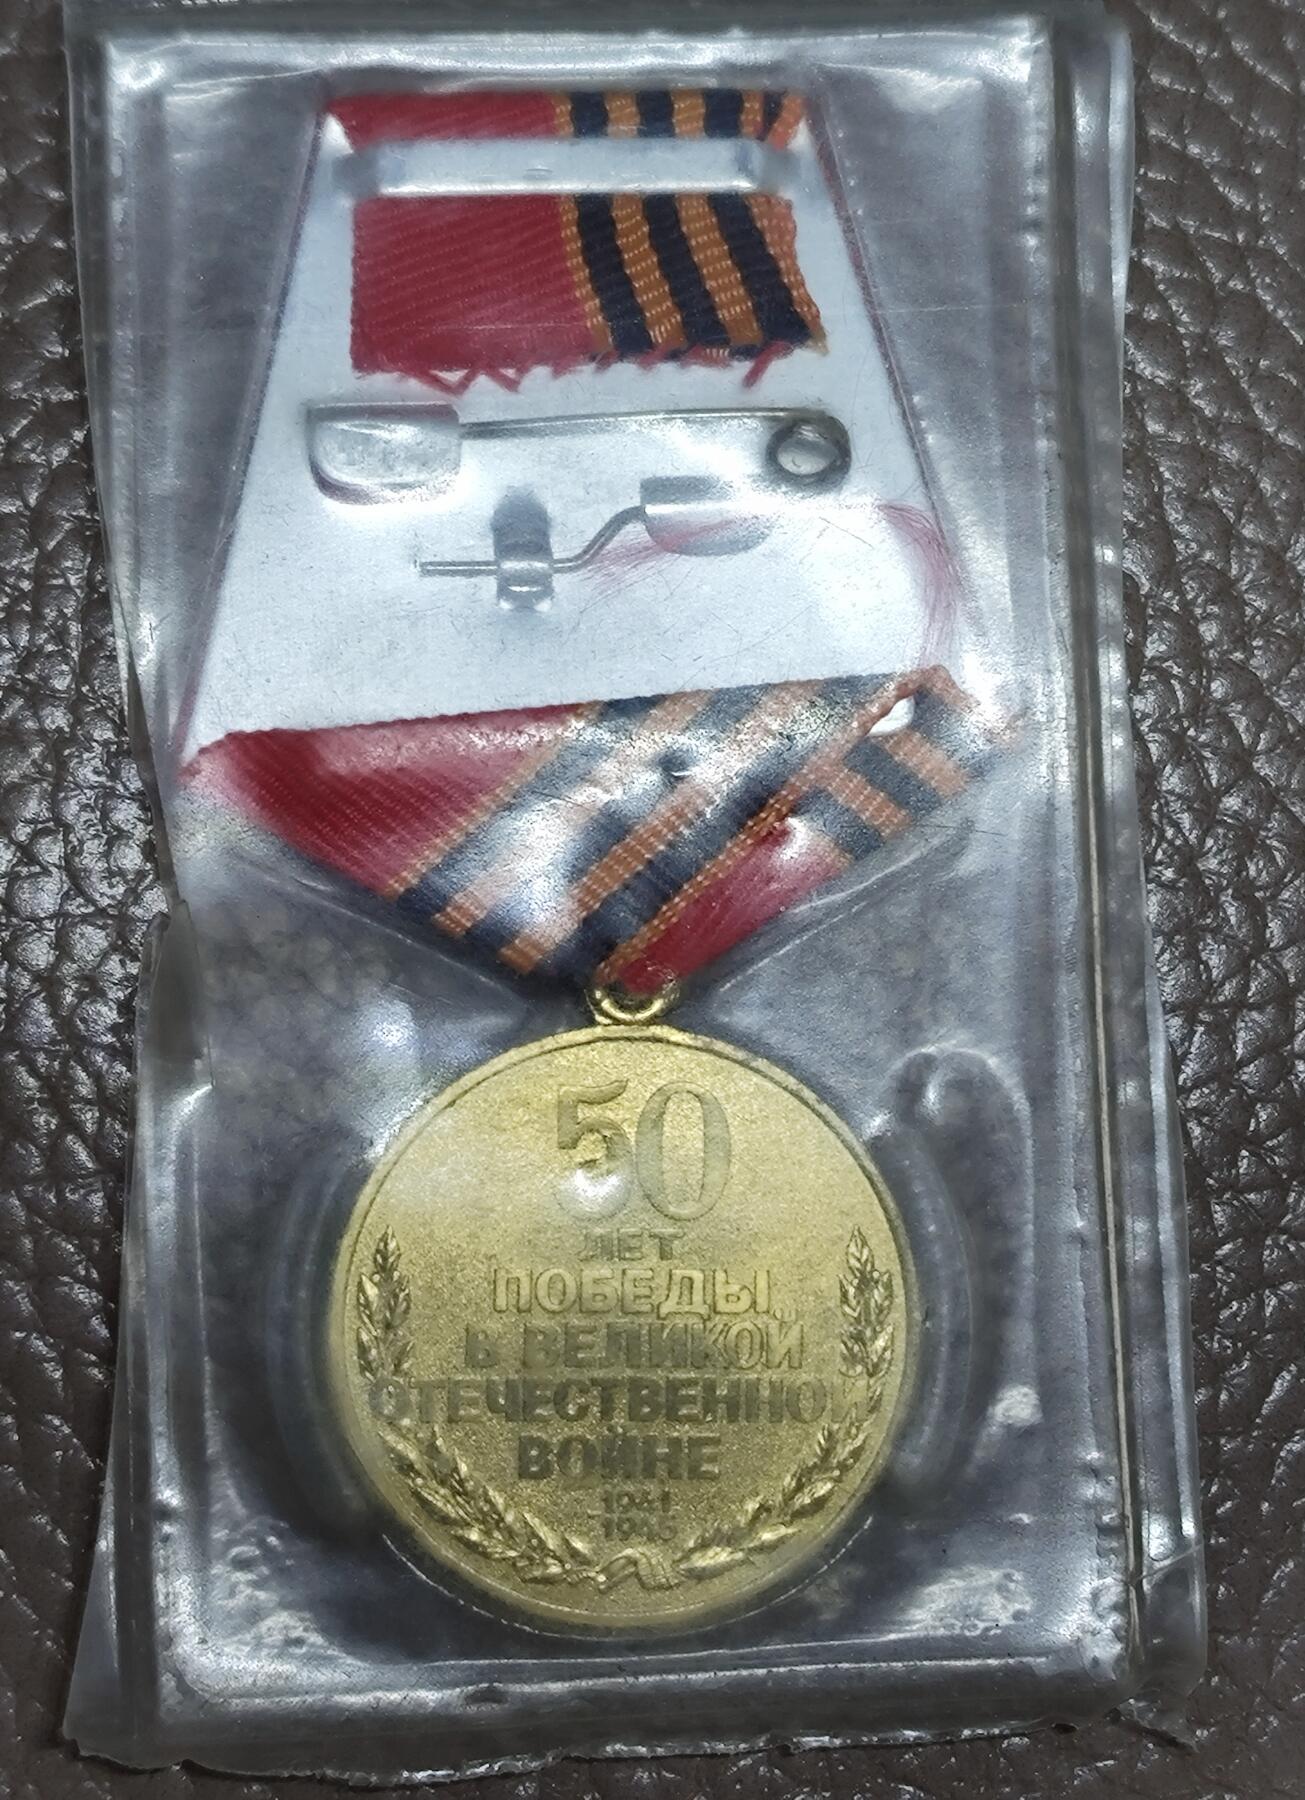 50
ЛЕТ
ПОБЕДЫ
В ВЕЛИКОЙ
ОТЕЧЕСТВЕННОЙ
ВОЙНЕ
1941
1945